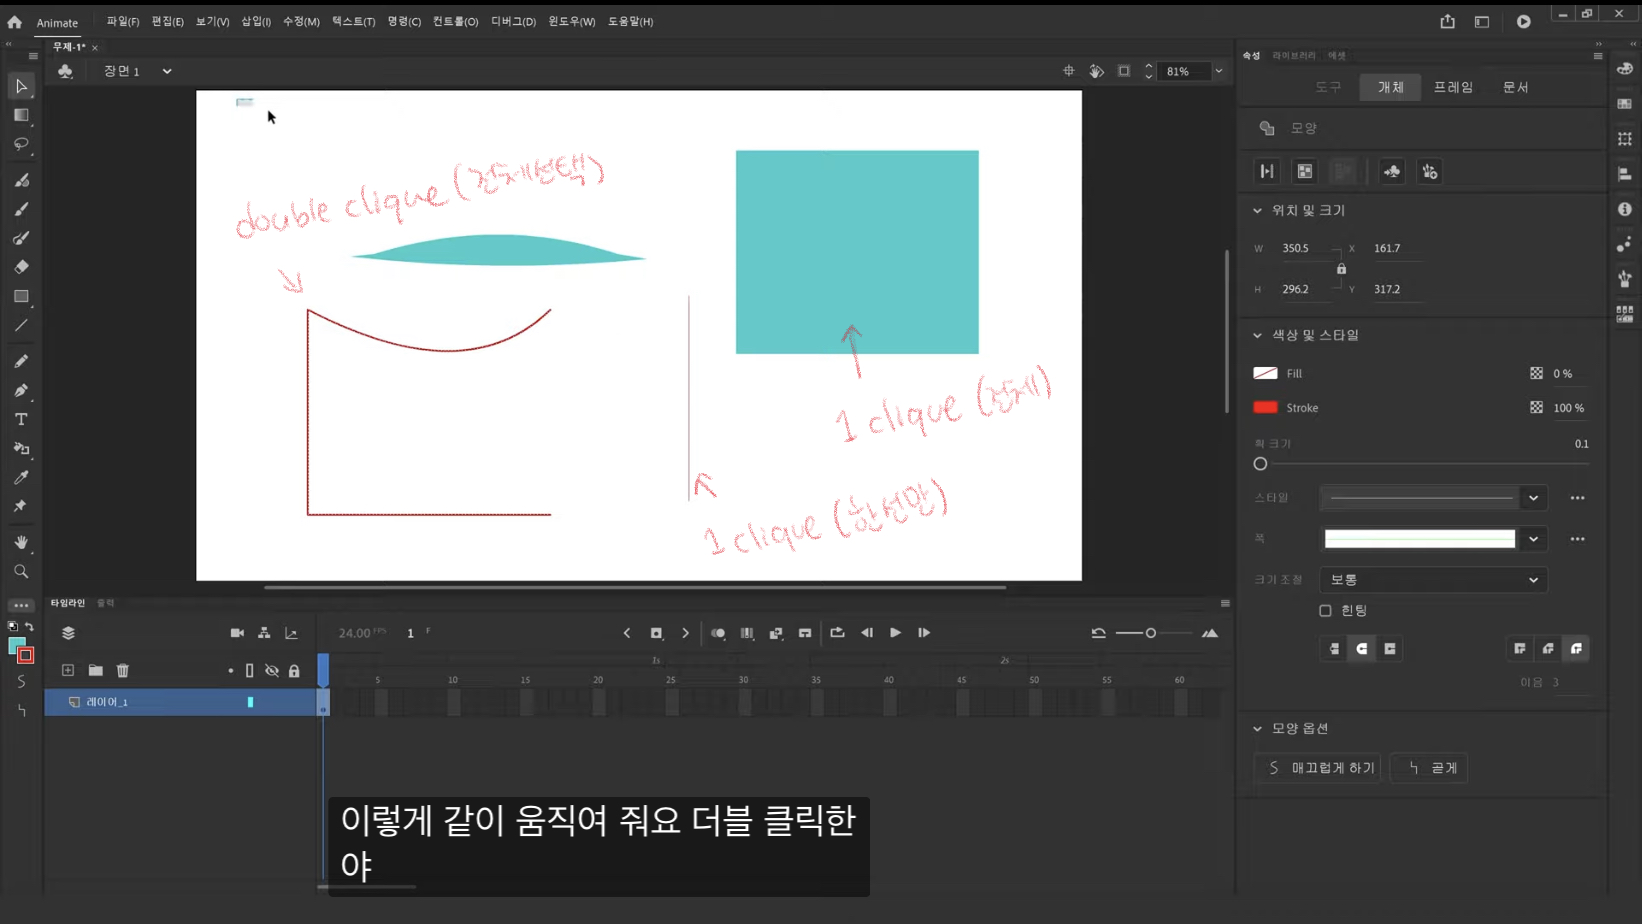 Animate 파일(F) 편집(E) 보기(V) 삽입(I) 수정(M) 텍스트(T) 명령(C) 컨트롤(O) 디버그(D) 윈도우(W) 도움말(H)
무제-1*
장면 1
81%
double clique (전체선택)
1 clique (전체)
1 clique (한선만)
속성 라이브러리 에셋
도구 개체 프레임 문서
모양
위치 및 크기
W 350.5 X 161.7
H 296.2 Y 317.2
색상 및 스타일
Fill 0 %
Stroke 100 %
획 크기 0.1
스타일
폭
크기 조절 보통
힌팅
이음 3
모양 옵션
매끄럽게 하기 곧게
타임라인 출력
24.00 FPS 1 F
1s 2s
5 10 15 20 25 30 35 40 45 50 55 60
레이어_1
이렇게 같이 움직여 줘요 더블 클릭한
야